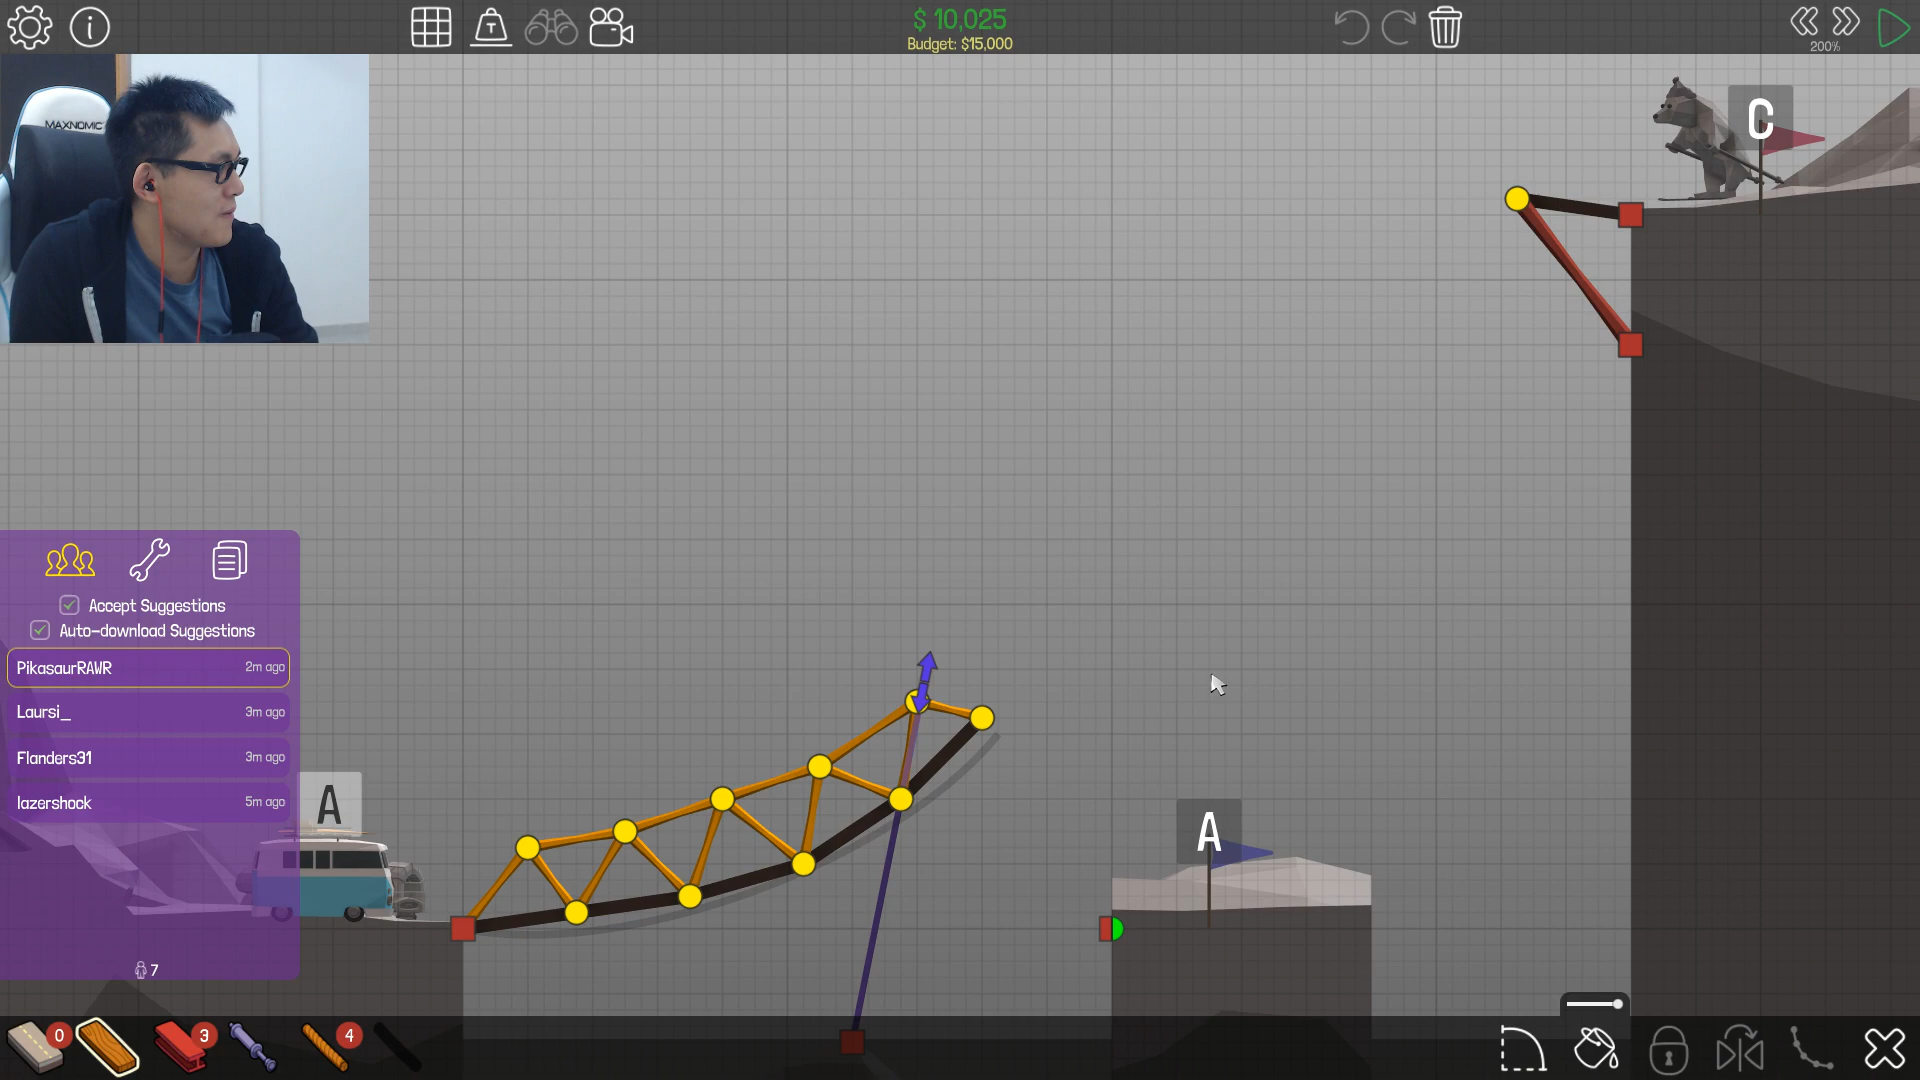 $ 10,025
Budget: $15,000
200%
MAXNOMIC
C
Accept Suggestions
Auto-download Suggestions
PikasaurRAWR 2m ago
Laursi_ 3m ago
Flanders31 3m ago
lazershock 5m ago
A
A
7
0
3
4